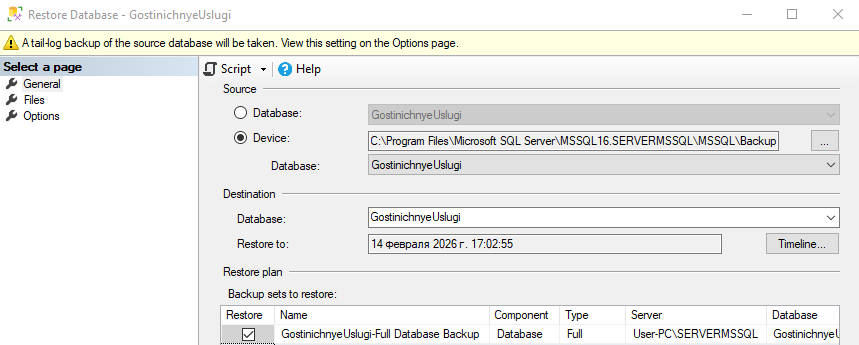 Restore Database - GostinichnyeUslugi
A tail-log backup of the source database will be taken. View this setting on the Options page.
Select a page
General
Files
Options
Script
Help
Source
Database:
GostinichnyeUslugi
Device:
C:\Program Files\Microsoft SQL Server\MSSQL16.SERVERMSSQL\MSSQL\Backup
...
Database:
GostinichnyeUslugi
Destination
Database:
GostinichnyeUslugi
Restore to:
14 февраля 2026 г. 17:02:55
Timeline...
Restore plan
Backup sets to restore:
Restore Name Component Type Server Database
GostinichnyeUslugi-Full Database Backup Database Full User-PC\SERVERMSSQL GostinichnyeU